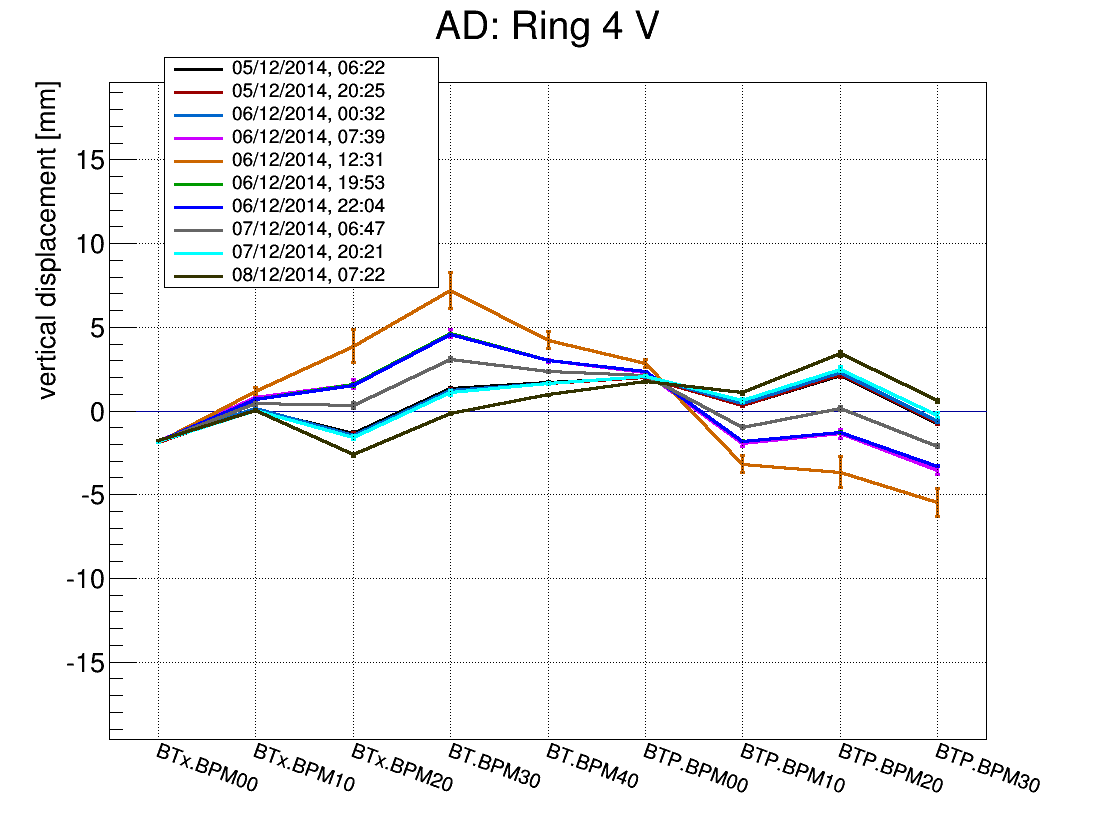 AD: Ring 4 V
05/12/2014, 06:22
05/12/2014, 20:25
06/12/2014, 00:32
06/12/2014, 07:39
06/12/2014, 12:31
06/12/2014, 19:53
06/12/2014, 22:04
07/12/2014, 06:47
07/12/2014, 20:21
08/12/2014, 07:22
vertical displacement [mm]
15
10
5
0
-5
-10
-15
BTx.BPM00
BTx.BPM10
BTx.BPM20
BT.BPM30
BT.BPM40
BTP.BPM00
BTP.BPM10
BTP.BPM20
BTP.BPM30